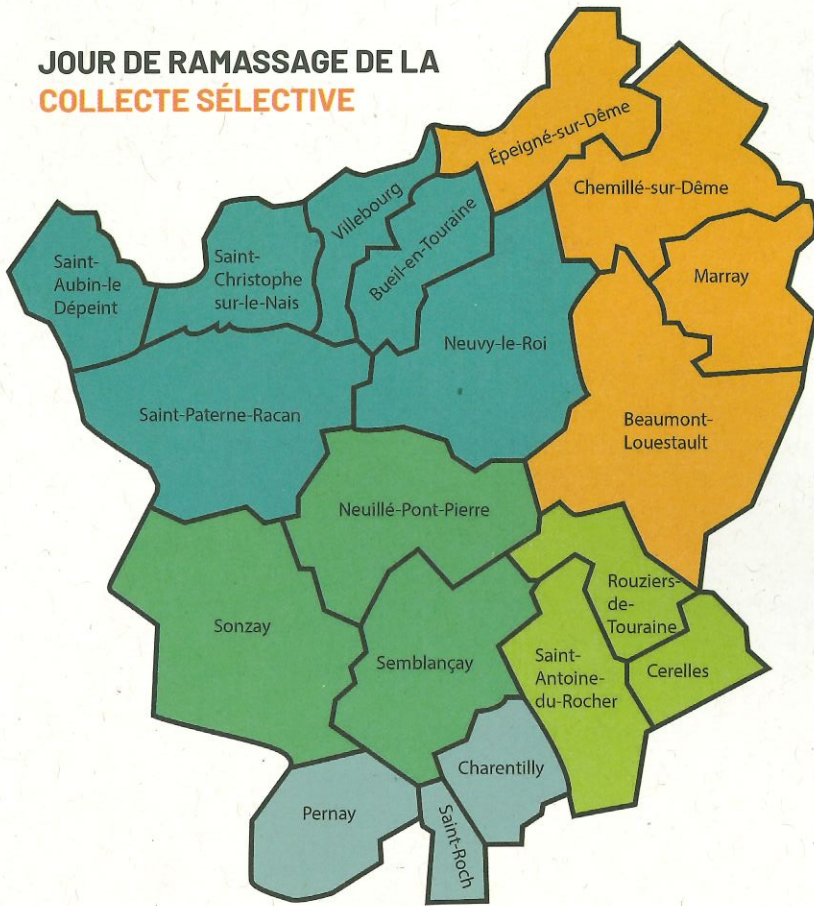 JOUR DE RAMASSAGE DE LA
COLLECTE SÉLECTIVE
Épeigné-sur-Dême
Chemillé-sur-Dême
Villebourg
Bueil-en-Touraine
Saint-
Aubin-le
Dépeint
Saint-
Christophe
sur-le-Nais
Marray
Neuvy-le-Roi
Saint-Paterne-Racan
Beaumont-
Louestault
Neuillé-Pont-Pierre
Rouziers-
de-
Touraine
Sonzay
Semblançay
Saint-
Antoine-
du-Rocher
Cerelles
Charentilly
Pernay
Saint-Roch